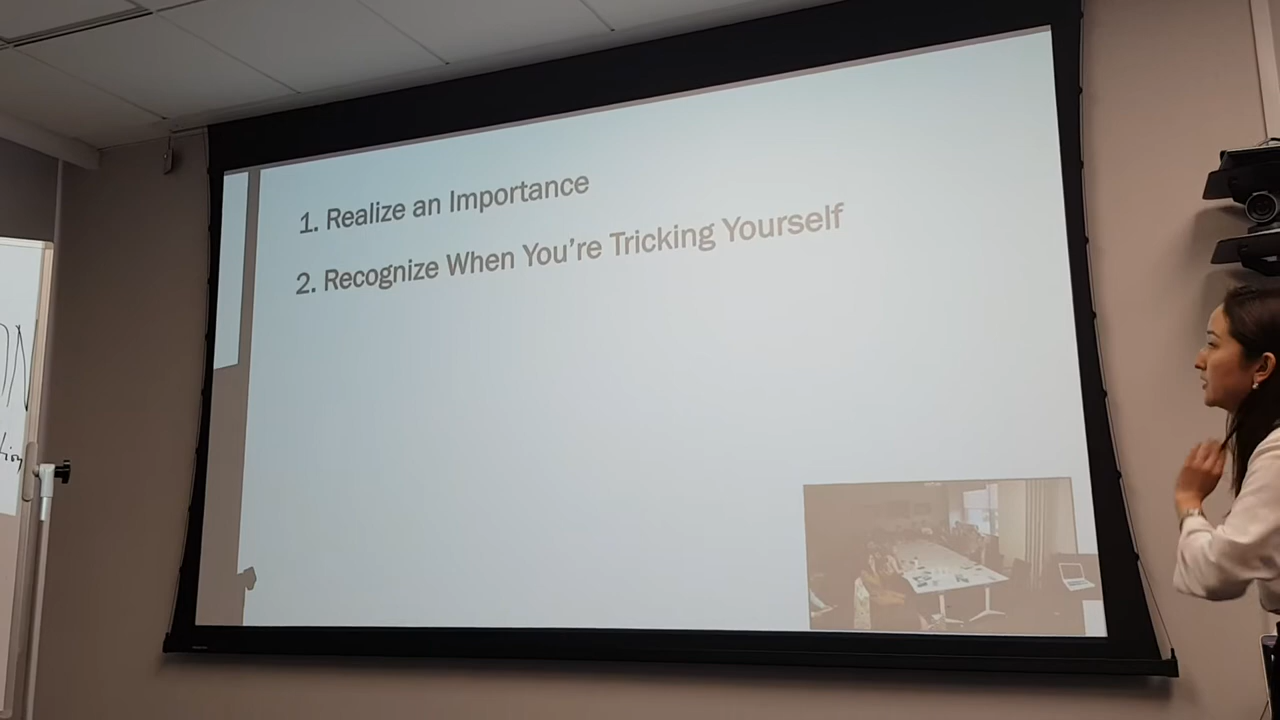 1. Realize an Importance
2. Recognize When You're Tricking Yourself